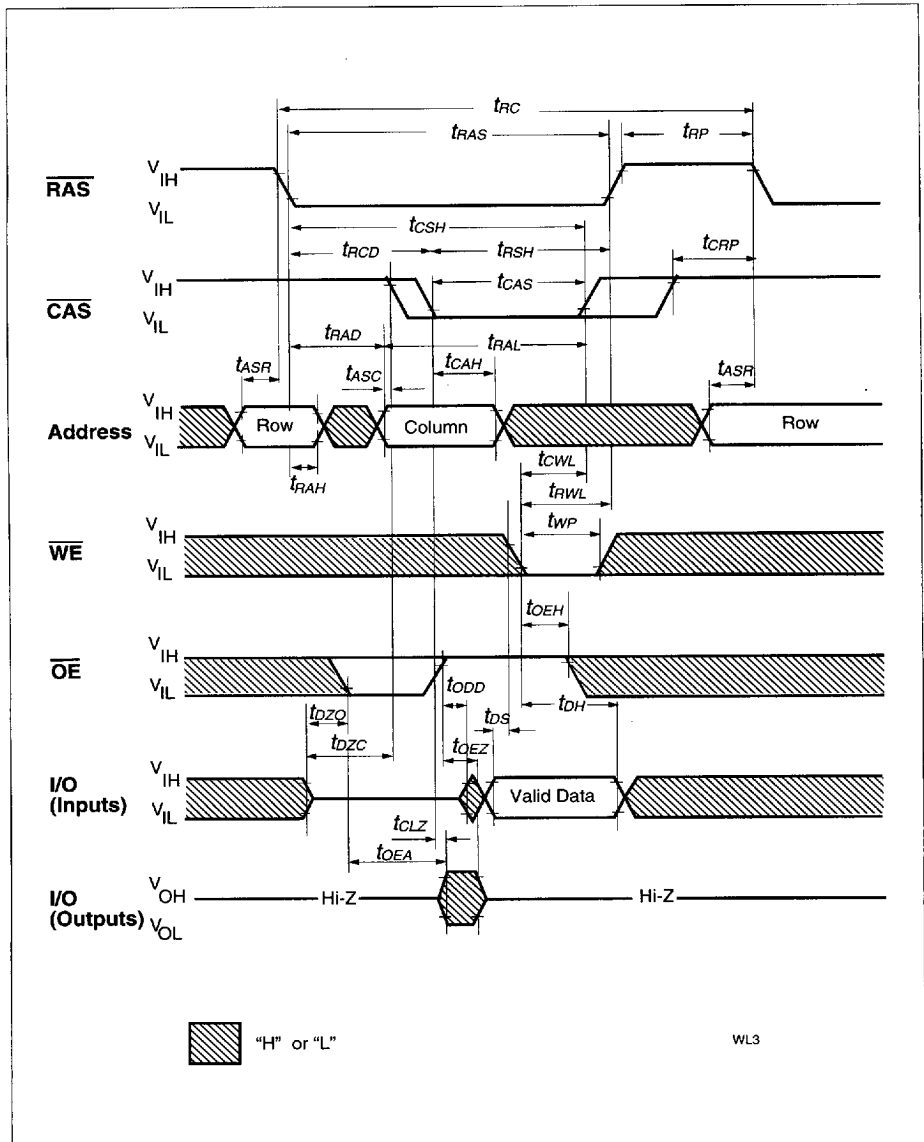 tRC
tRAS
tRP
RAS
VIH
VIL
tCSH
tRCD
tRSH
tCRP
CAS
VIH
VIL
tCAS
tRAD
tRAL
tASR
tASC
tCAH
tASR
Address
VIH
VIL
Row
Column
Row
tRAH
tCWL
tRWL
tWP
WE
VIH
VIL
tOEH
OE
VIH
VIL
tODD
tDZO
tDS
tDH
tDZC
tOEZ
I/O
(Inputs)
VIH
VIL
Valid Data
tCLZ
tOEA
I/O
(Outputs)
VOH
VOL
Hi-Z
Hi-Z
"H" or "L"
WL3